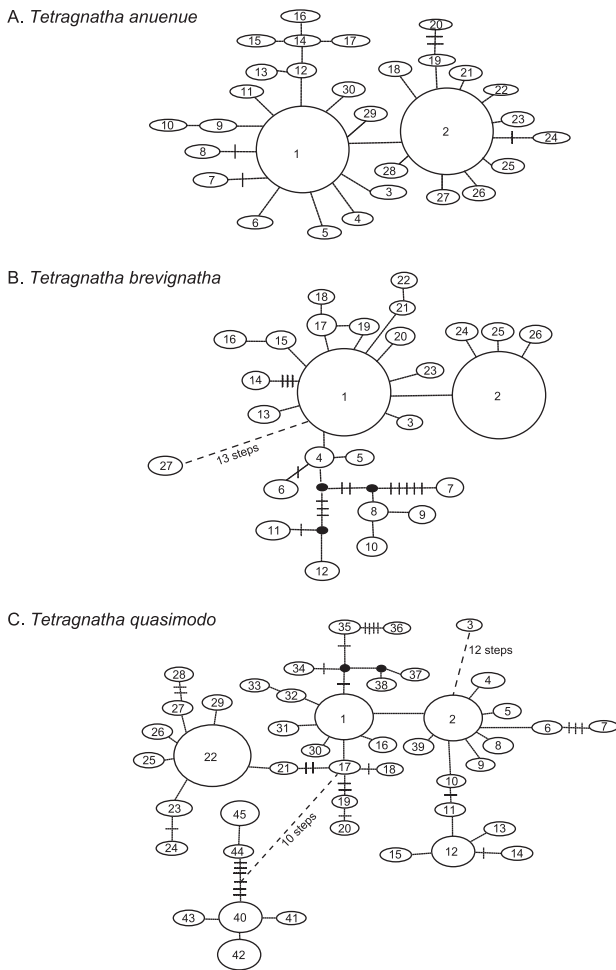 A. Tetragnatha anuenue
16
15 14 17
13 12
11 30
10 9 29
8 1
7 3
6 5 4
20
19
18 21
22
2 23
24
28 25
27 26
B. Tetragnatha brevignatha
22
18 21
17 19
16 15 20
24 25 26
14 23
1 2
13 3
27 13 steps
4 5
6 7
8 9
11 10
12
C. Tetragnatha quasimodo
35 36 3
12 steps
34 37
38
28 33 32 4
27 29
26 1 2 5
31 6 7
22 30 16 39 8
25 9
21 17 18
10
23 19 11
20
24
10 steps
45 13
44 15 12 14
43 40 41
42